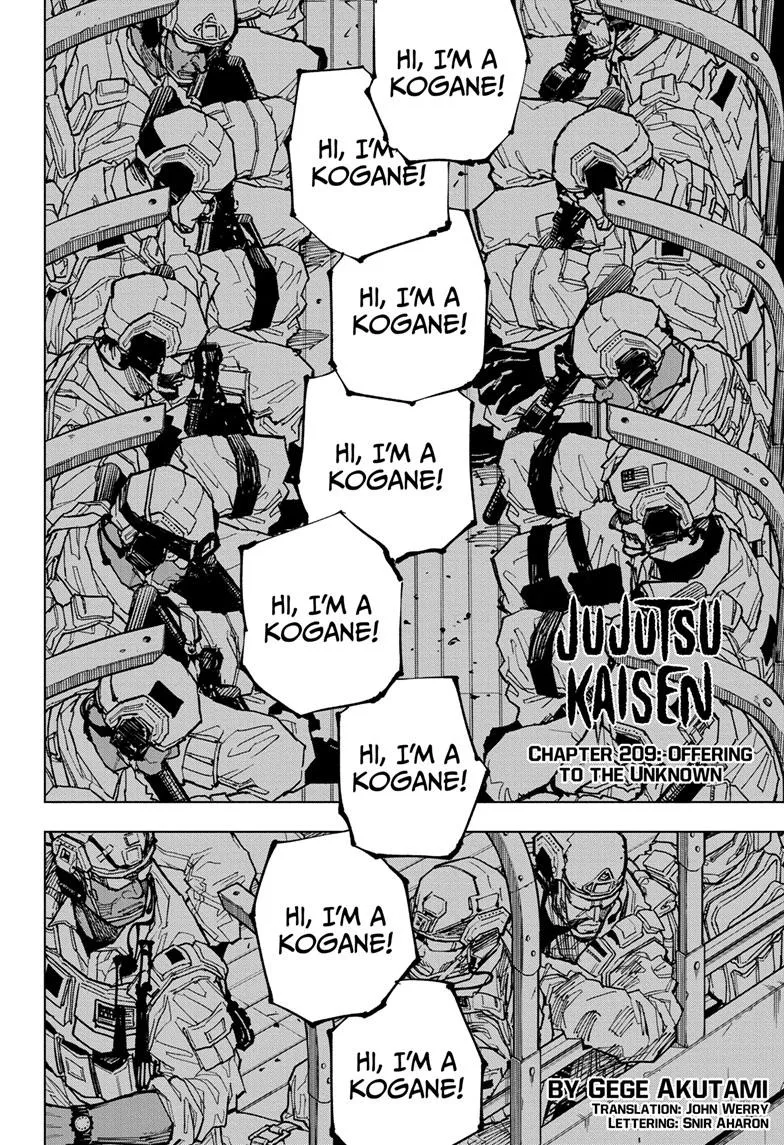 HI, I'M A
KOGANE!
HI, I'M
KOGANE!
HI, I'M A
KOGANE!
HI, I'M A
KOGANE!
HI, I'M A
KOGANE!
HI, I'M A
KOGANE!
HI, I'M A
KOGANE!
HI, I'M A
KOGANE!
JUJUTSU
KAISEN
CHAPTER 209: OFFERING
TO THE UNKNOWN
BY GEGE AKUTAMI
TRANSLATION: JOHN WERRY
LETTERING: SNIR AHARON